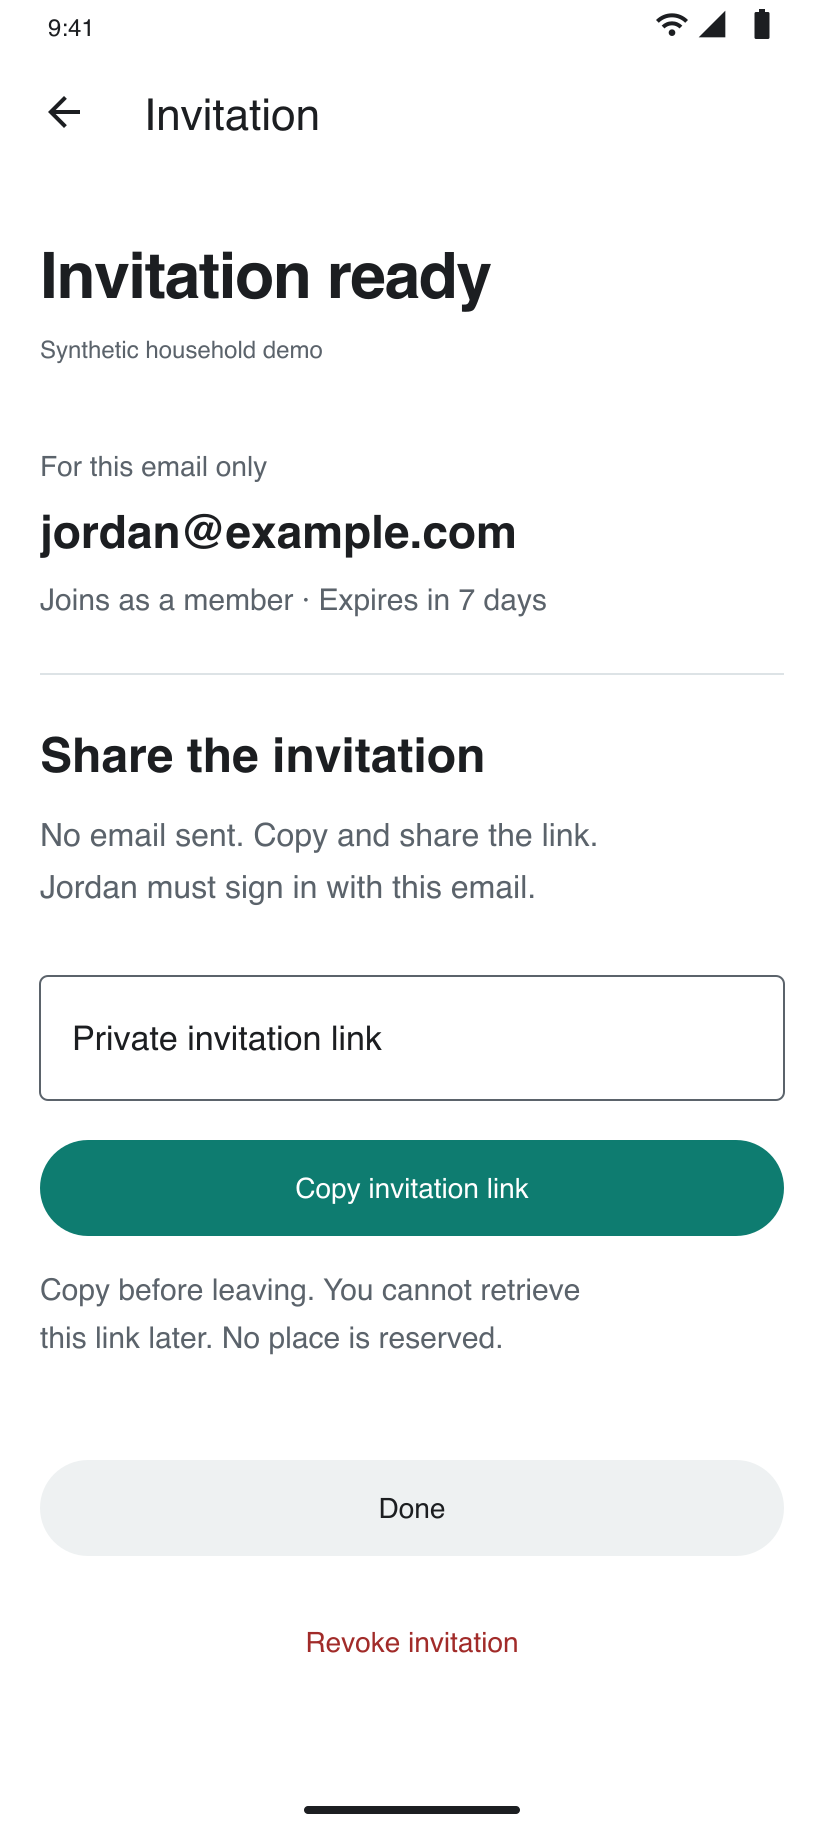 9:41
Invitation
Invitation ready
Synthetic household demo
For this email only
jordan@example.com
Joins as a member · Expires in 7 days
Share the invitation
No email sent. Copy and share the link.
Jordan must sign in with this email.
Private invitation link
Copy invitation link
Copy before leaving. You cannot retrieve
this link later. No place is reserved.
Done
Revoke invitation